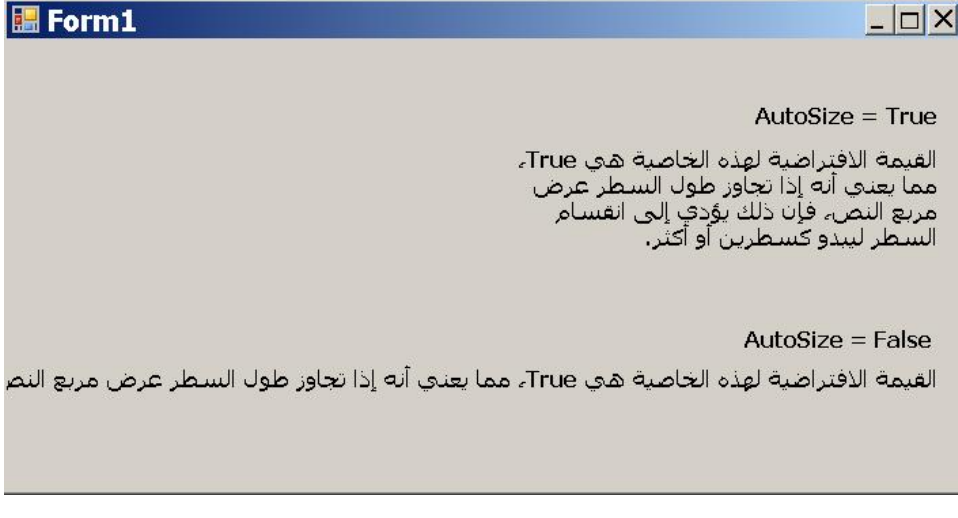 Form1
AutoSize = True
القيمة الافتراضية لهذه الخاصية هي True،
مما يعني أنه إذا تجاوز طول السطر عرض
مربع النص، فإن ذلك يؤدي إلى انقسام
السطر ليبدو كسطرين أو أكثر.
AutoSize = False
القيمة الافتراضية لهذه الخاصية هي True، مما يعني أنه إذا تجاوز طول السطر عرض مربع النص